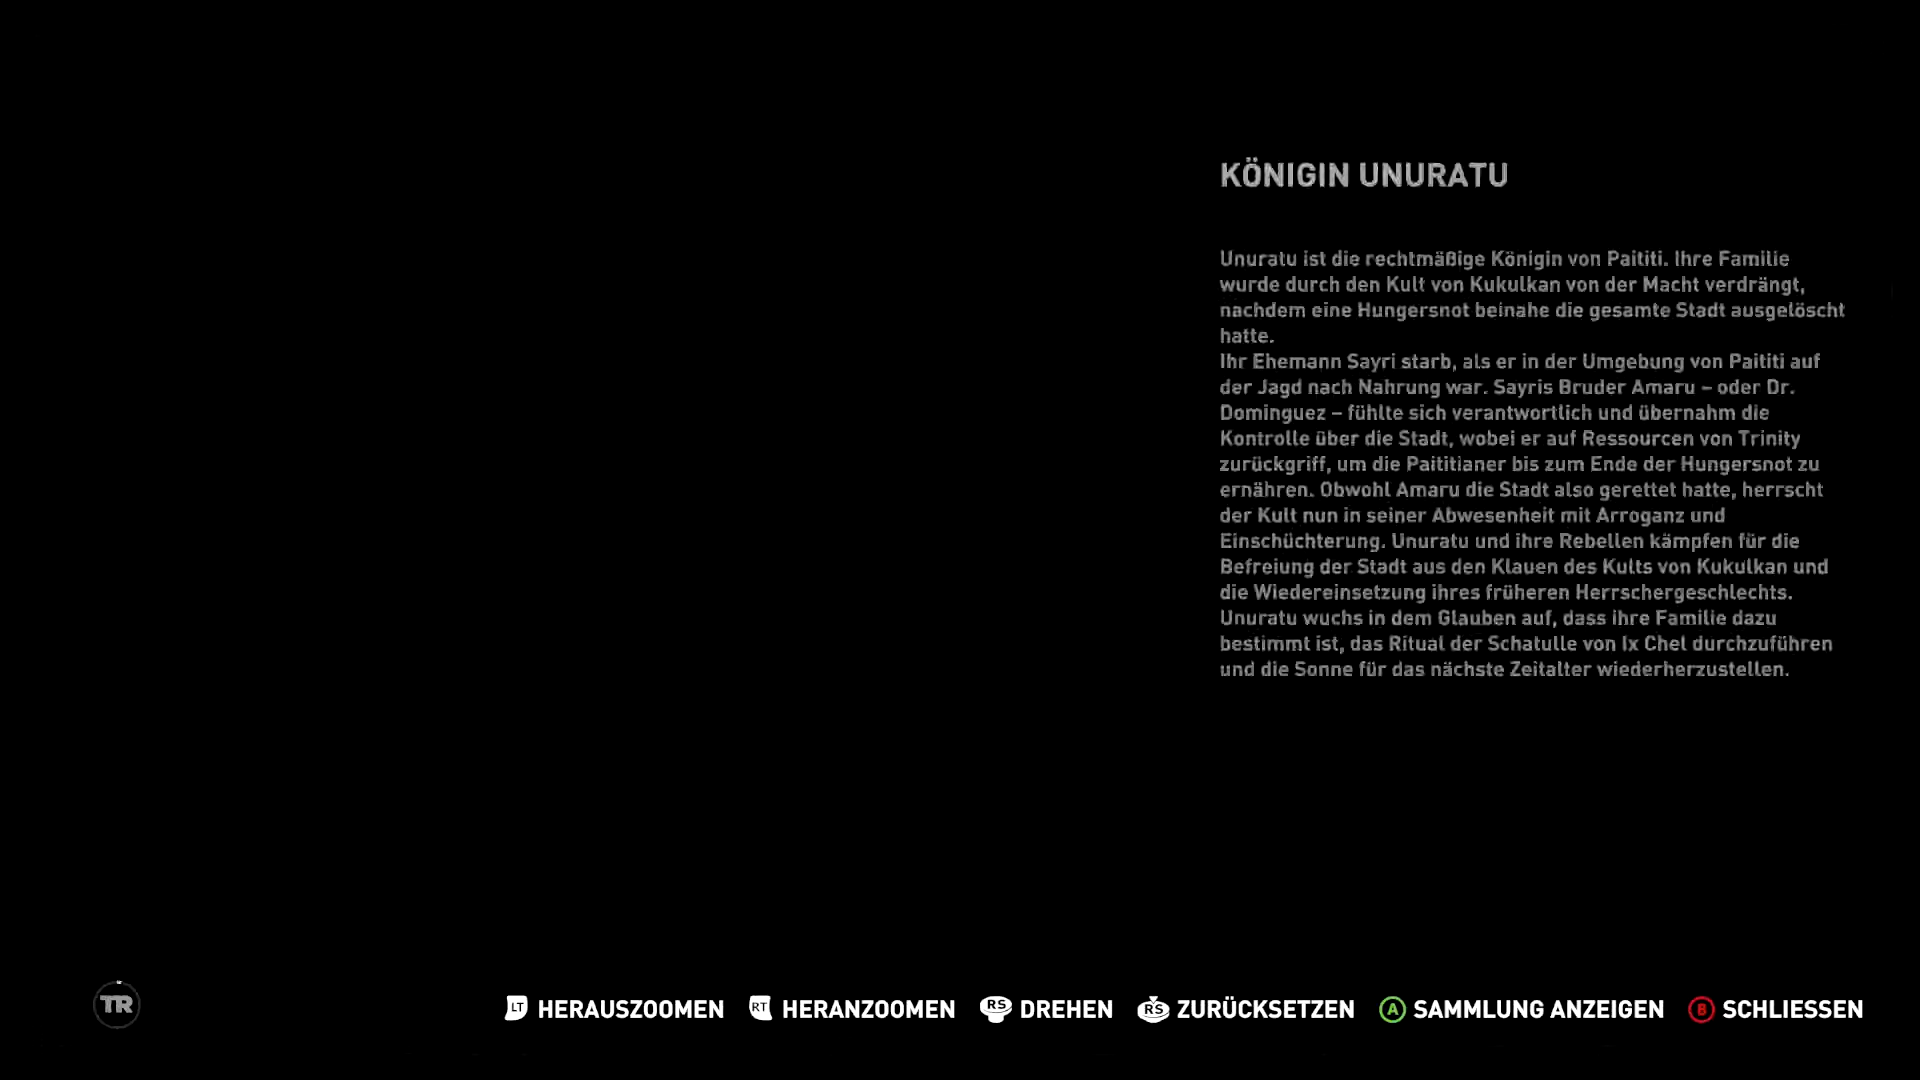 KÖNIGIN UNURATU
Unuratu ist die rechtmäßige Königin von Paititi. Ihre Familie
wurde durch den Kult von Kukulkan von der Macht verdrängt,
nachdem eine Hungersnot beinahe die gesamte Stadt ausgelöscht
hatte.
Ihr Ehemann Sayri starb, als er in der Umgebung von Paititi auf
der Jagd nach Nahrung war. Sayris Bruder Amaru – oder Dr.
Dominguez – fühlte sich verantwortlich und übernahm die
Kontrolle über die Stadt, wobei er auf Ressourcen von Trinity
zurückgriff, um die Paititianer bis zum Ende der Hungersnot zu
ernähren. Obwohl Amaru die Stadt also gerettet hatte, herrscht
der Kult nun in seiner Abwesenheit mit Arroganz und
Einschüchterung. Unuratu und ihre Rebellen kämpfen für die
Befreiung der Stadt aus den Klauen des Kults von Kukulkan und
die Wiedereinsetzung ihres früheren Herrschergeschlechts.
Unuratu wuchs in dem Glauben auf, dass ihre Familie dazu
bestimmt ist, das Ritual der Schatulle von Ix Chel durchzuführen
und die Sonne für das nächste Zeitalter wiederherzustellen.
TR
LT HERAUSZOOMEN RT HERANZOOMEN RS DREHEN RS ZURÜCKSETZEN A SAMMLUNG ANZEIGEN B SCHLIESSEN